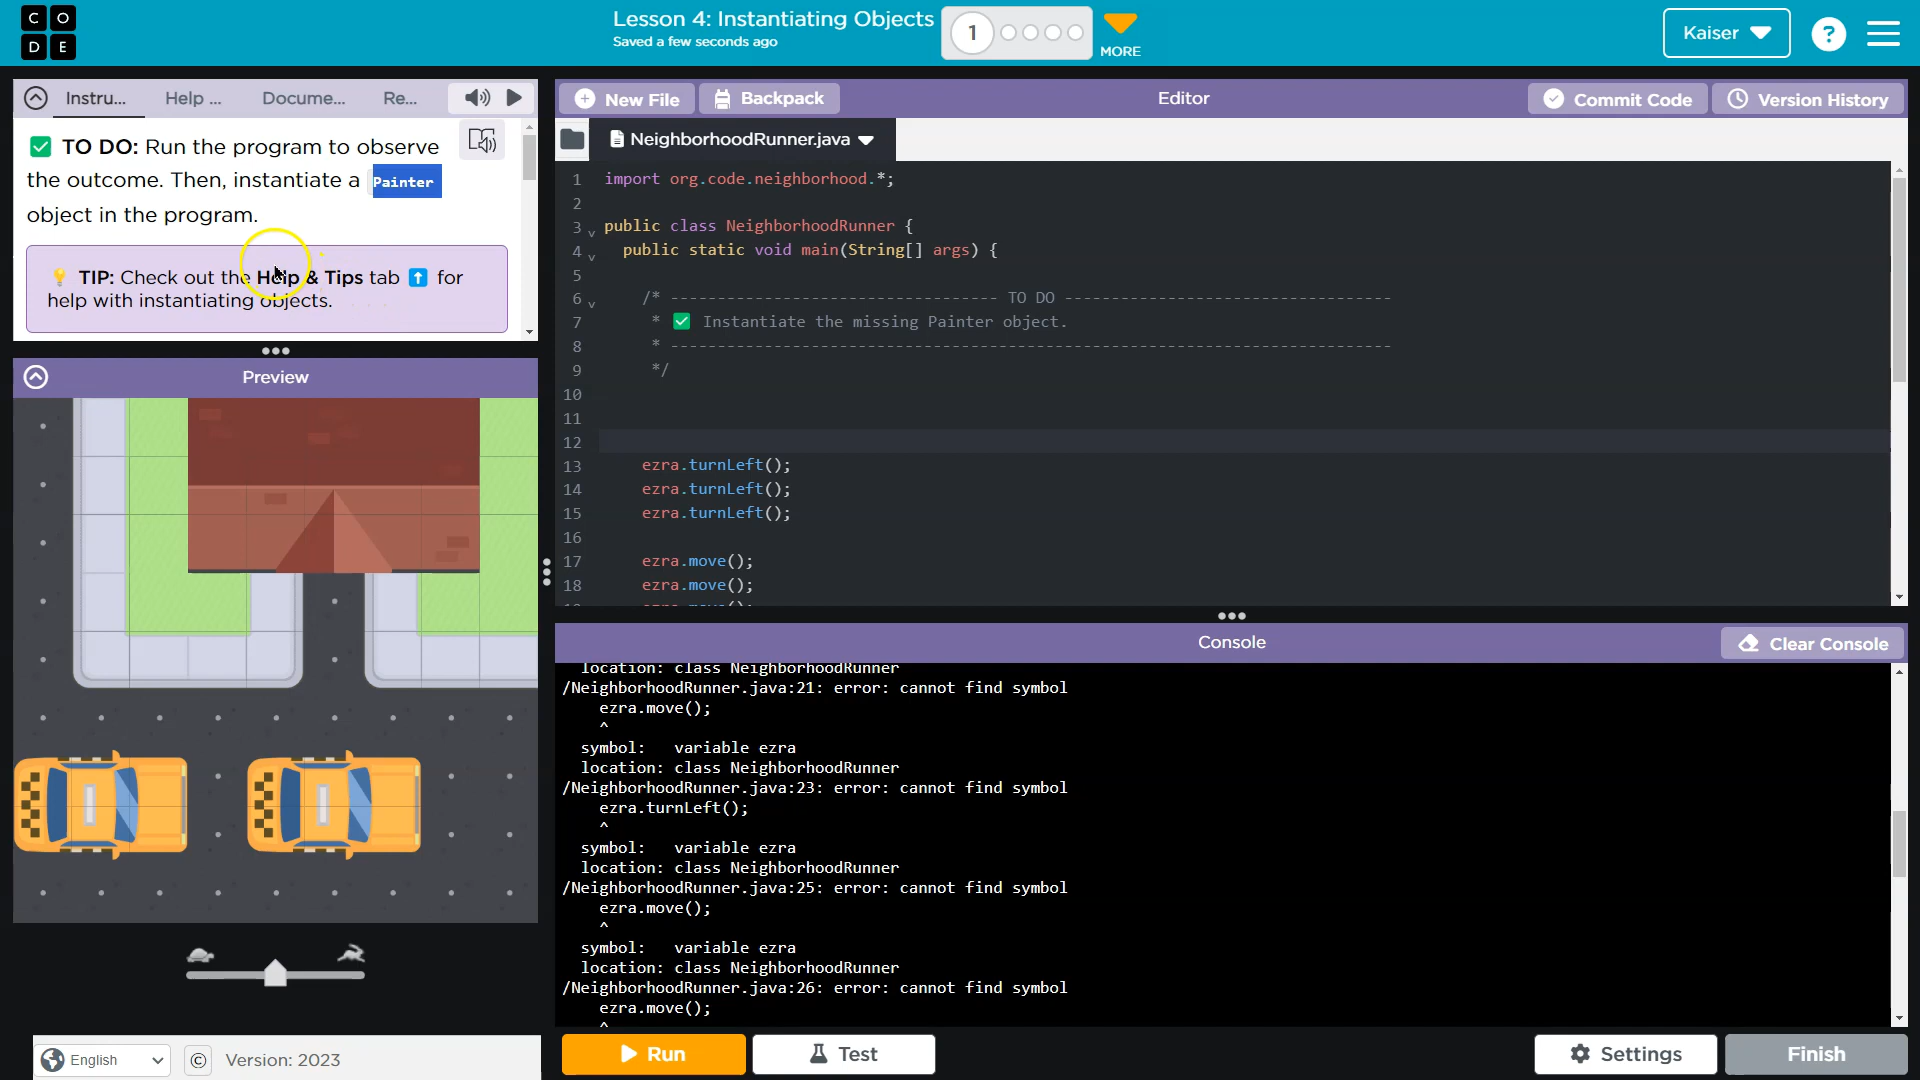 C O
D E
Lesson 4: Instantiating Objects
Saved a few seconds ago
1
MORE
Kaiser
?
Instru...
Help ...
Docume...
Re...
✅ TO DO: Run the program to observe
the outcome. Then, instantiate a Painter
object in the program.
💡 TIP: Check out the Help & Tips tab ⬆ for
help with instantiating objects.
Preview
English
©
Version: 2023
New File
Backpack
Editor
Commit Code
Version History
NeighborhoodRunner.java
1 import org.code.neighborhood.*;
2
3 public class NeighborhoodRunner {
4 public static void main(String[] args) {
5
6 /* ----------------------------------- TO DO -----------------------------------
7 * ✅ Instantiate the missing Painter object.
8 * -----------------------------------------------------------------------------
9 */
10
11
12
13 ezra.turnLeft();
14 ezra.turnLeft();
15 ezra.turnLeft();
16
17 ezra.move();
18 ezra.move();
Console
Clear Console
location: class NeighborhoodRunner
/NeighborhoodRunner.java:21: error: cannot find symbol
ezra.move();
^
symbol: variable ezra
location: class NeighborhoodRunner
/NeighborhoodRunner.java:23: error: cannot find symbol
ezra.turnLeft();
^
symbol: variable ezra
location: class NeighborhoodRunner
/NeighborhoodRunner.java:25: error: cannot find symbol
ezra.move();
^
symbol: variable ezra
location: class NeighborhoodRunner
/NeighborhoodRunner.java:26: error: cannot find symbol
ezra.move();
^
Run
Test
Settings
Finish